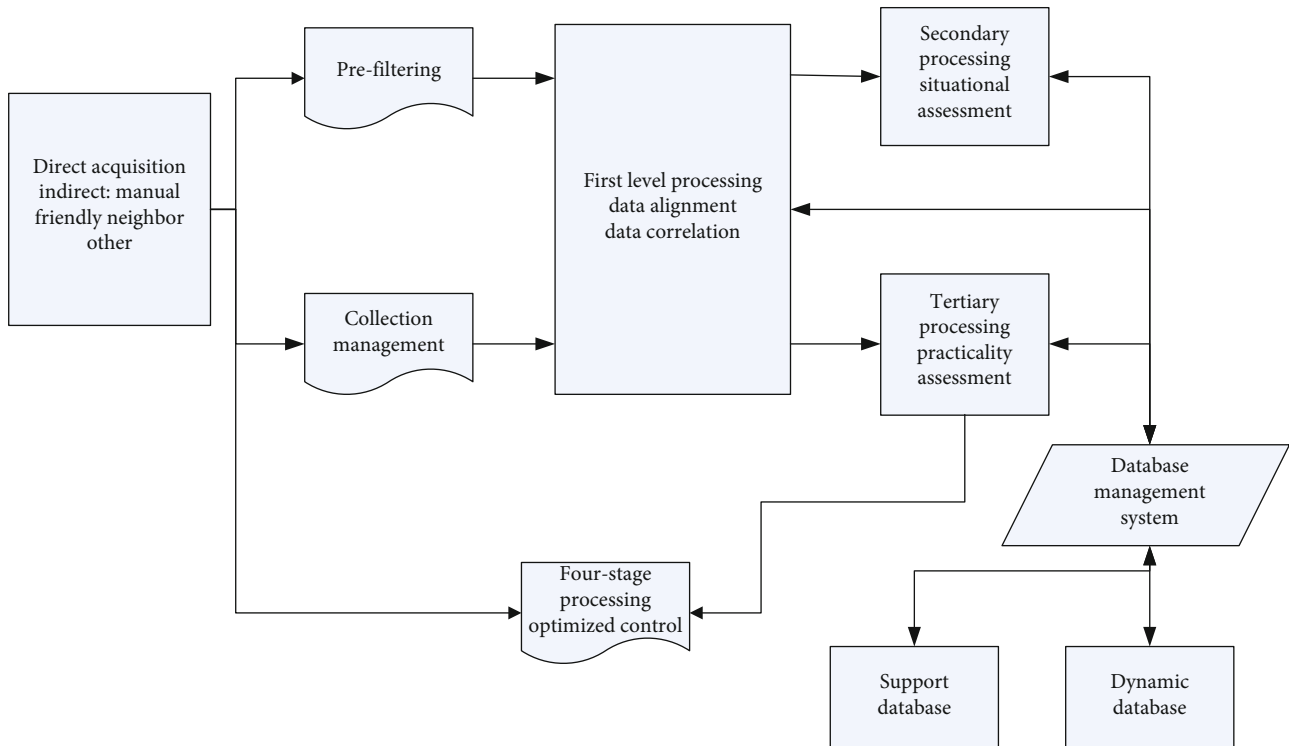 Direct acquisition
indirect: manual
friendly neighbor
other
Pre-filtering
Collection
management
First level processing
data alignment
data correlation
Secondary
processing
situational
assessment
Tertiary
processing
practicality
assessment
Four-stage
processing
optimized control
Database
management
system
Support
database
Dynamic
database